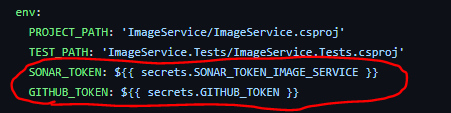 env:
PROJECT_PATH: 'ImageService/ImageService.csproj'
TEST_PATH: 'ImageService.Tests/ImageService.Tests.csproj'
SONAR_TOKEN: ${{ secrets.SONAR_TOKEN_IMAGE_SERVICE }}
GITHUB_TOKEN: ${{ secrets.GITHUB_TOKEN }}